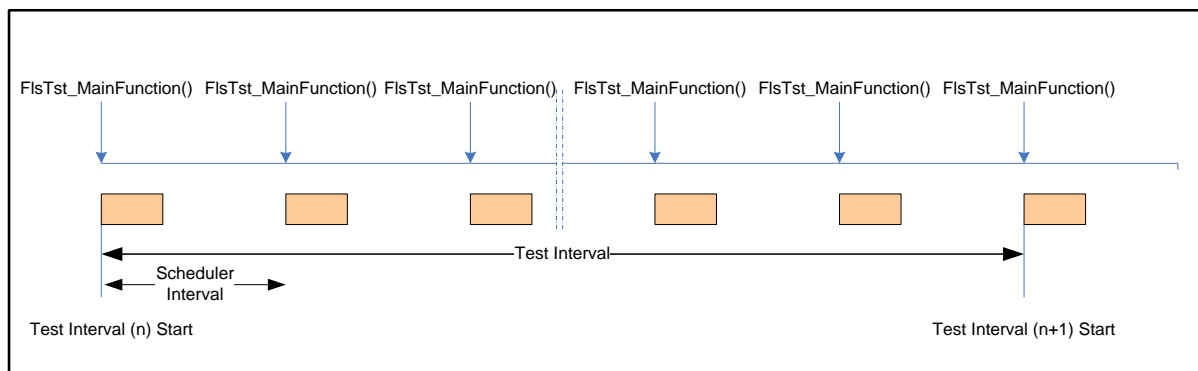 FlsTst_MainFunction() FlsTst_MainFunction() FlsTst_MainFunction() FlsTst_MainFunction() FlsTst_MainFunction() FlsTst_MainFunction()
Test Interval
Scheduler
Interval
Test Interval (n) Start Test Interval (n+1) Start